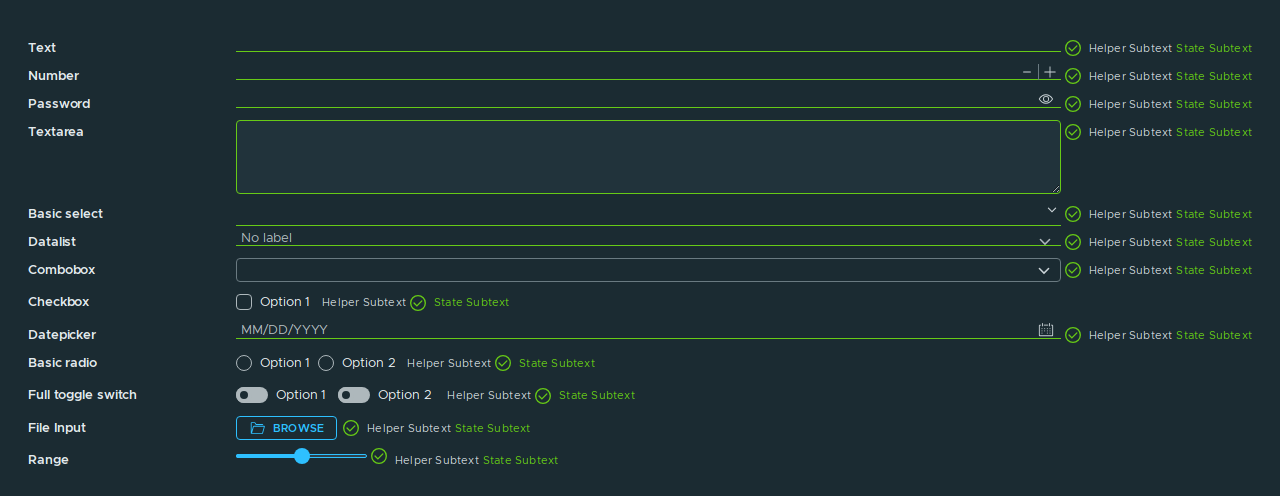 Text Helper Subtext State Subtext
Number Helper Subtext State Subtext
Password Helper Subtext State Subtext
Textarea Helper Subtext State Subtext
Basic select Helper Subtext State Subtext
Datalist No label Helper Subtext State Subtext
Combobox Helper Subtext State Subtext
Checkbox Option 1 Helper Subtext State Subtext
Datepicker MM/DD/YYYY Helper Subtext State Subtext
Basic radio Option 1 Option 2 Helper Subtext State Subtext
Full toggle switch Option 1 Option 2 Helper Subtext State Subtext
File Input BROWSE Helper Subtext State Subtext
Range Helper Subtext State Subtext